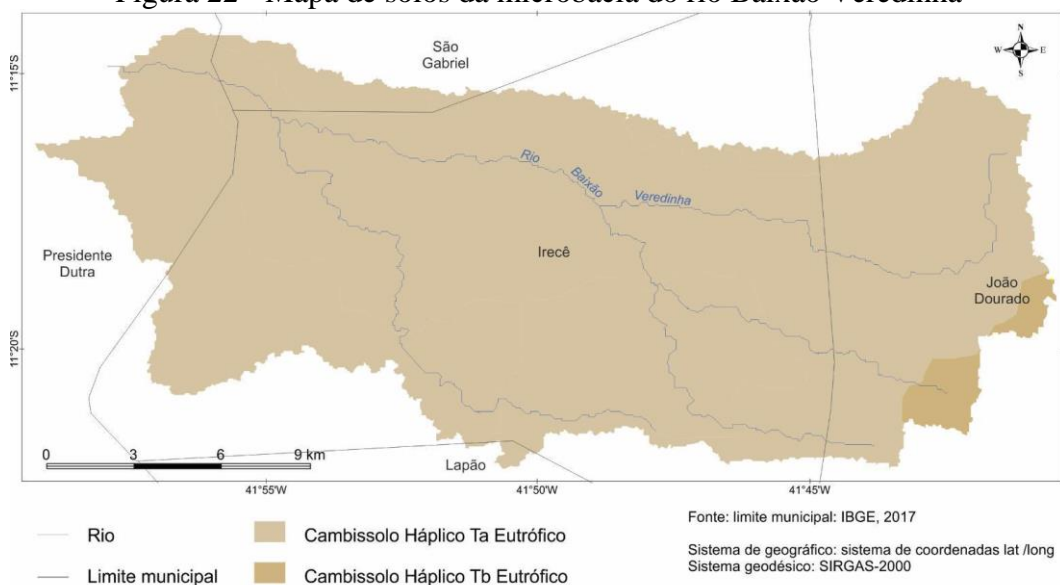 Figura 22 - Mapa de solos da microbacia do rio Baixão Veredinha
São
Gabriel
N
W E
S
11°15'S
Rio
Baixão
Veredinha
Presidente
Dutra
Irecê
João
Dourado
11°20'S
0 3 6 9 km
Lapão
41°55'W 41°50'W 41°45'W
Rio
Cambissolo Háplico Ta Eutrófico
Fonte: limite municipal: IBGE, 2017
Limite municipal
Cambissolo Háplico Tb Eutrófico
Sistema de geográfico: sistema de coordenadas lat /long
Sistema geodésico: SIRGAS-2000